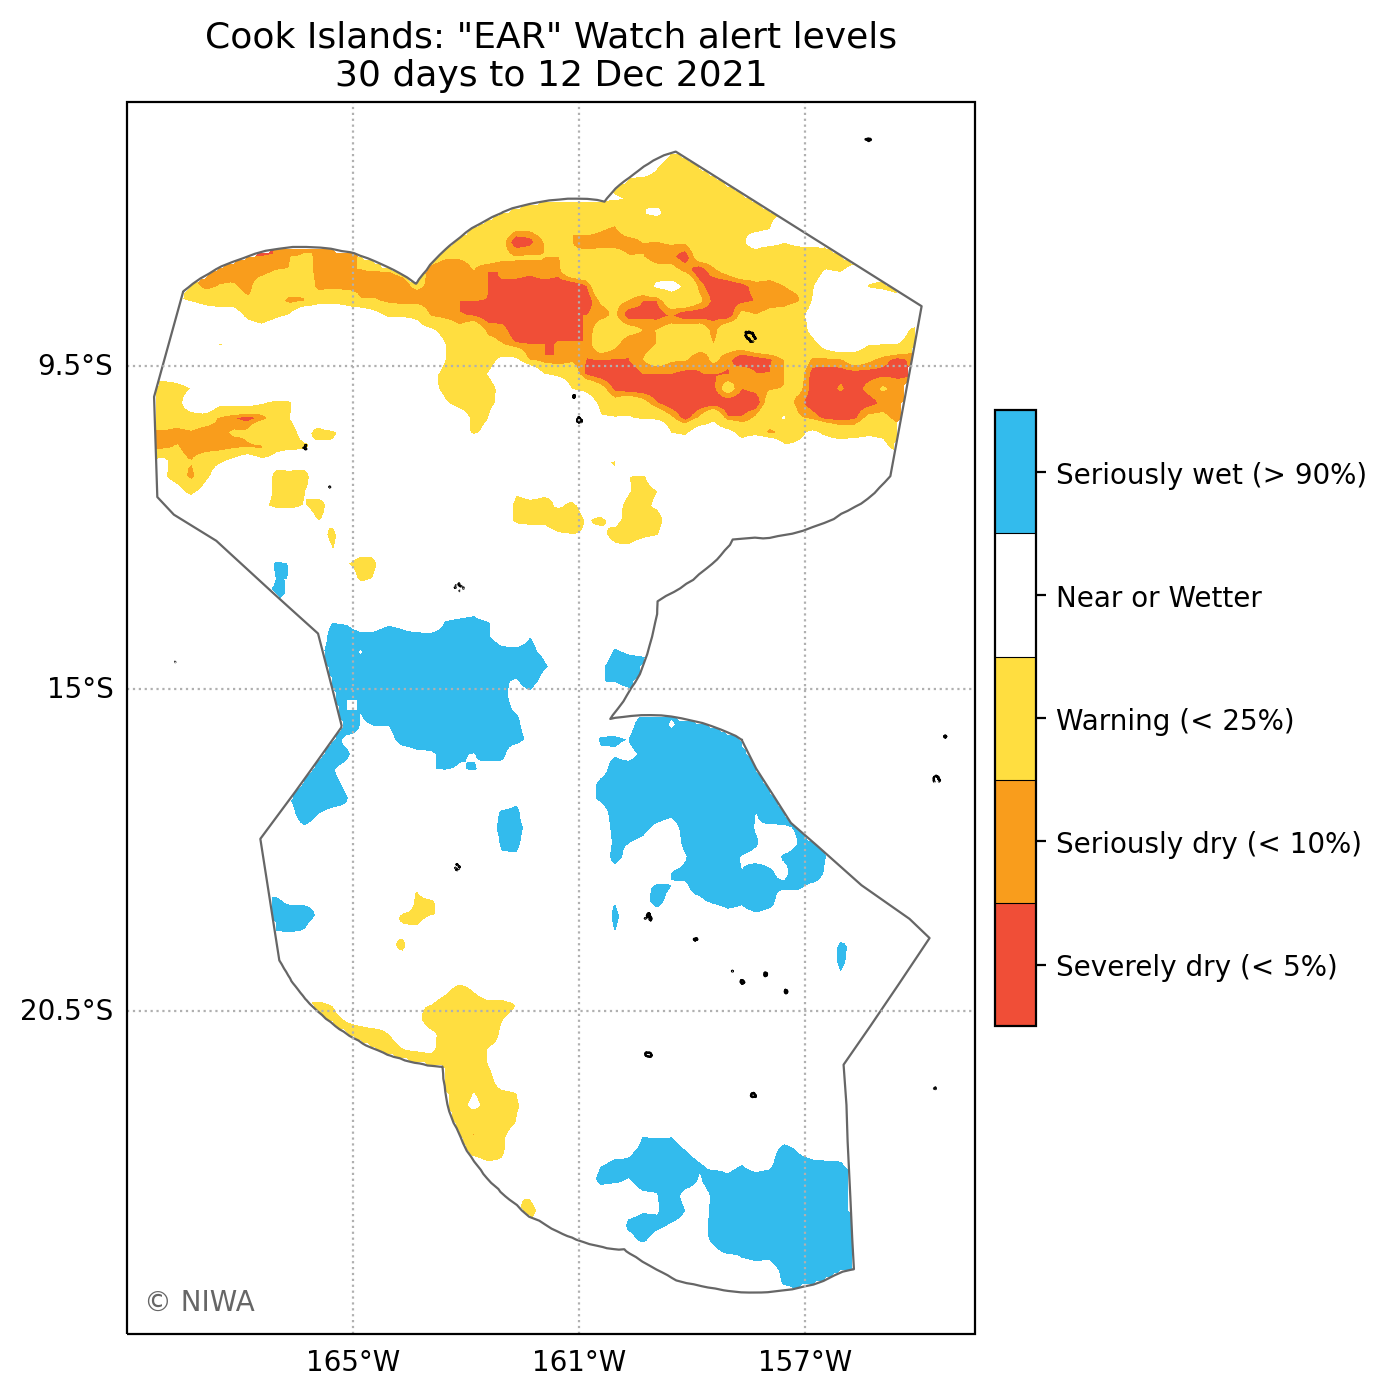 Cook Islands: "EAR" Watch alert levels
30 days to 12 Dec 2021
9.5°S
15°S
20.5°S
165°W
161°W
157°W
Seriously wet (> 90%)
Near or Wetter
Warning (< 25%)
Seriously dry (< 10%)
Severely dry (< 5%)
© NIWA